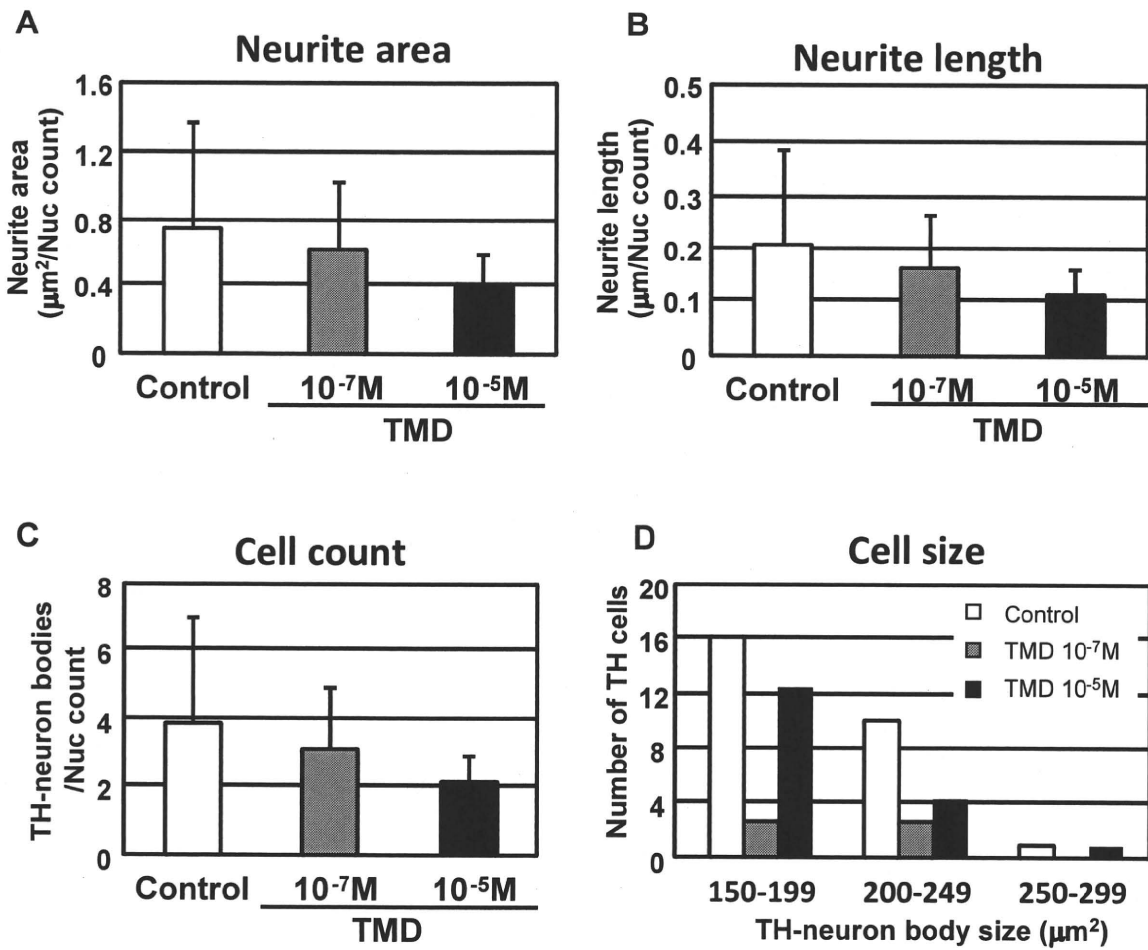 A
Neurite area
Neurite area
(μm²/Nuc count)
1.6
1.2
0.8
0.4
0
Control
10⁻⁷M
10⁻⁵M
TMD
B
Neurite length
Neurite length
(μm/Nuc count)
0.5
0.4
0.3
0.2
0.1
0
Control
10⁻⁷M
10⁻⁵M
TMD
C
Cell count
TH-neuron bodies
/Nuc count
8
6
4
2
0
Control
10⁻⁷M
10⁻⁵M
TMD
D
Cell size
Number of TH cells
20
16
12
8
4
0
Control
TMD 10⁻⁷M
TMD 10⁻⁵M
150-199
200-249
250-299
TH-neuron body size (μm²)